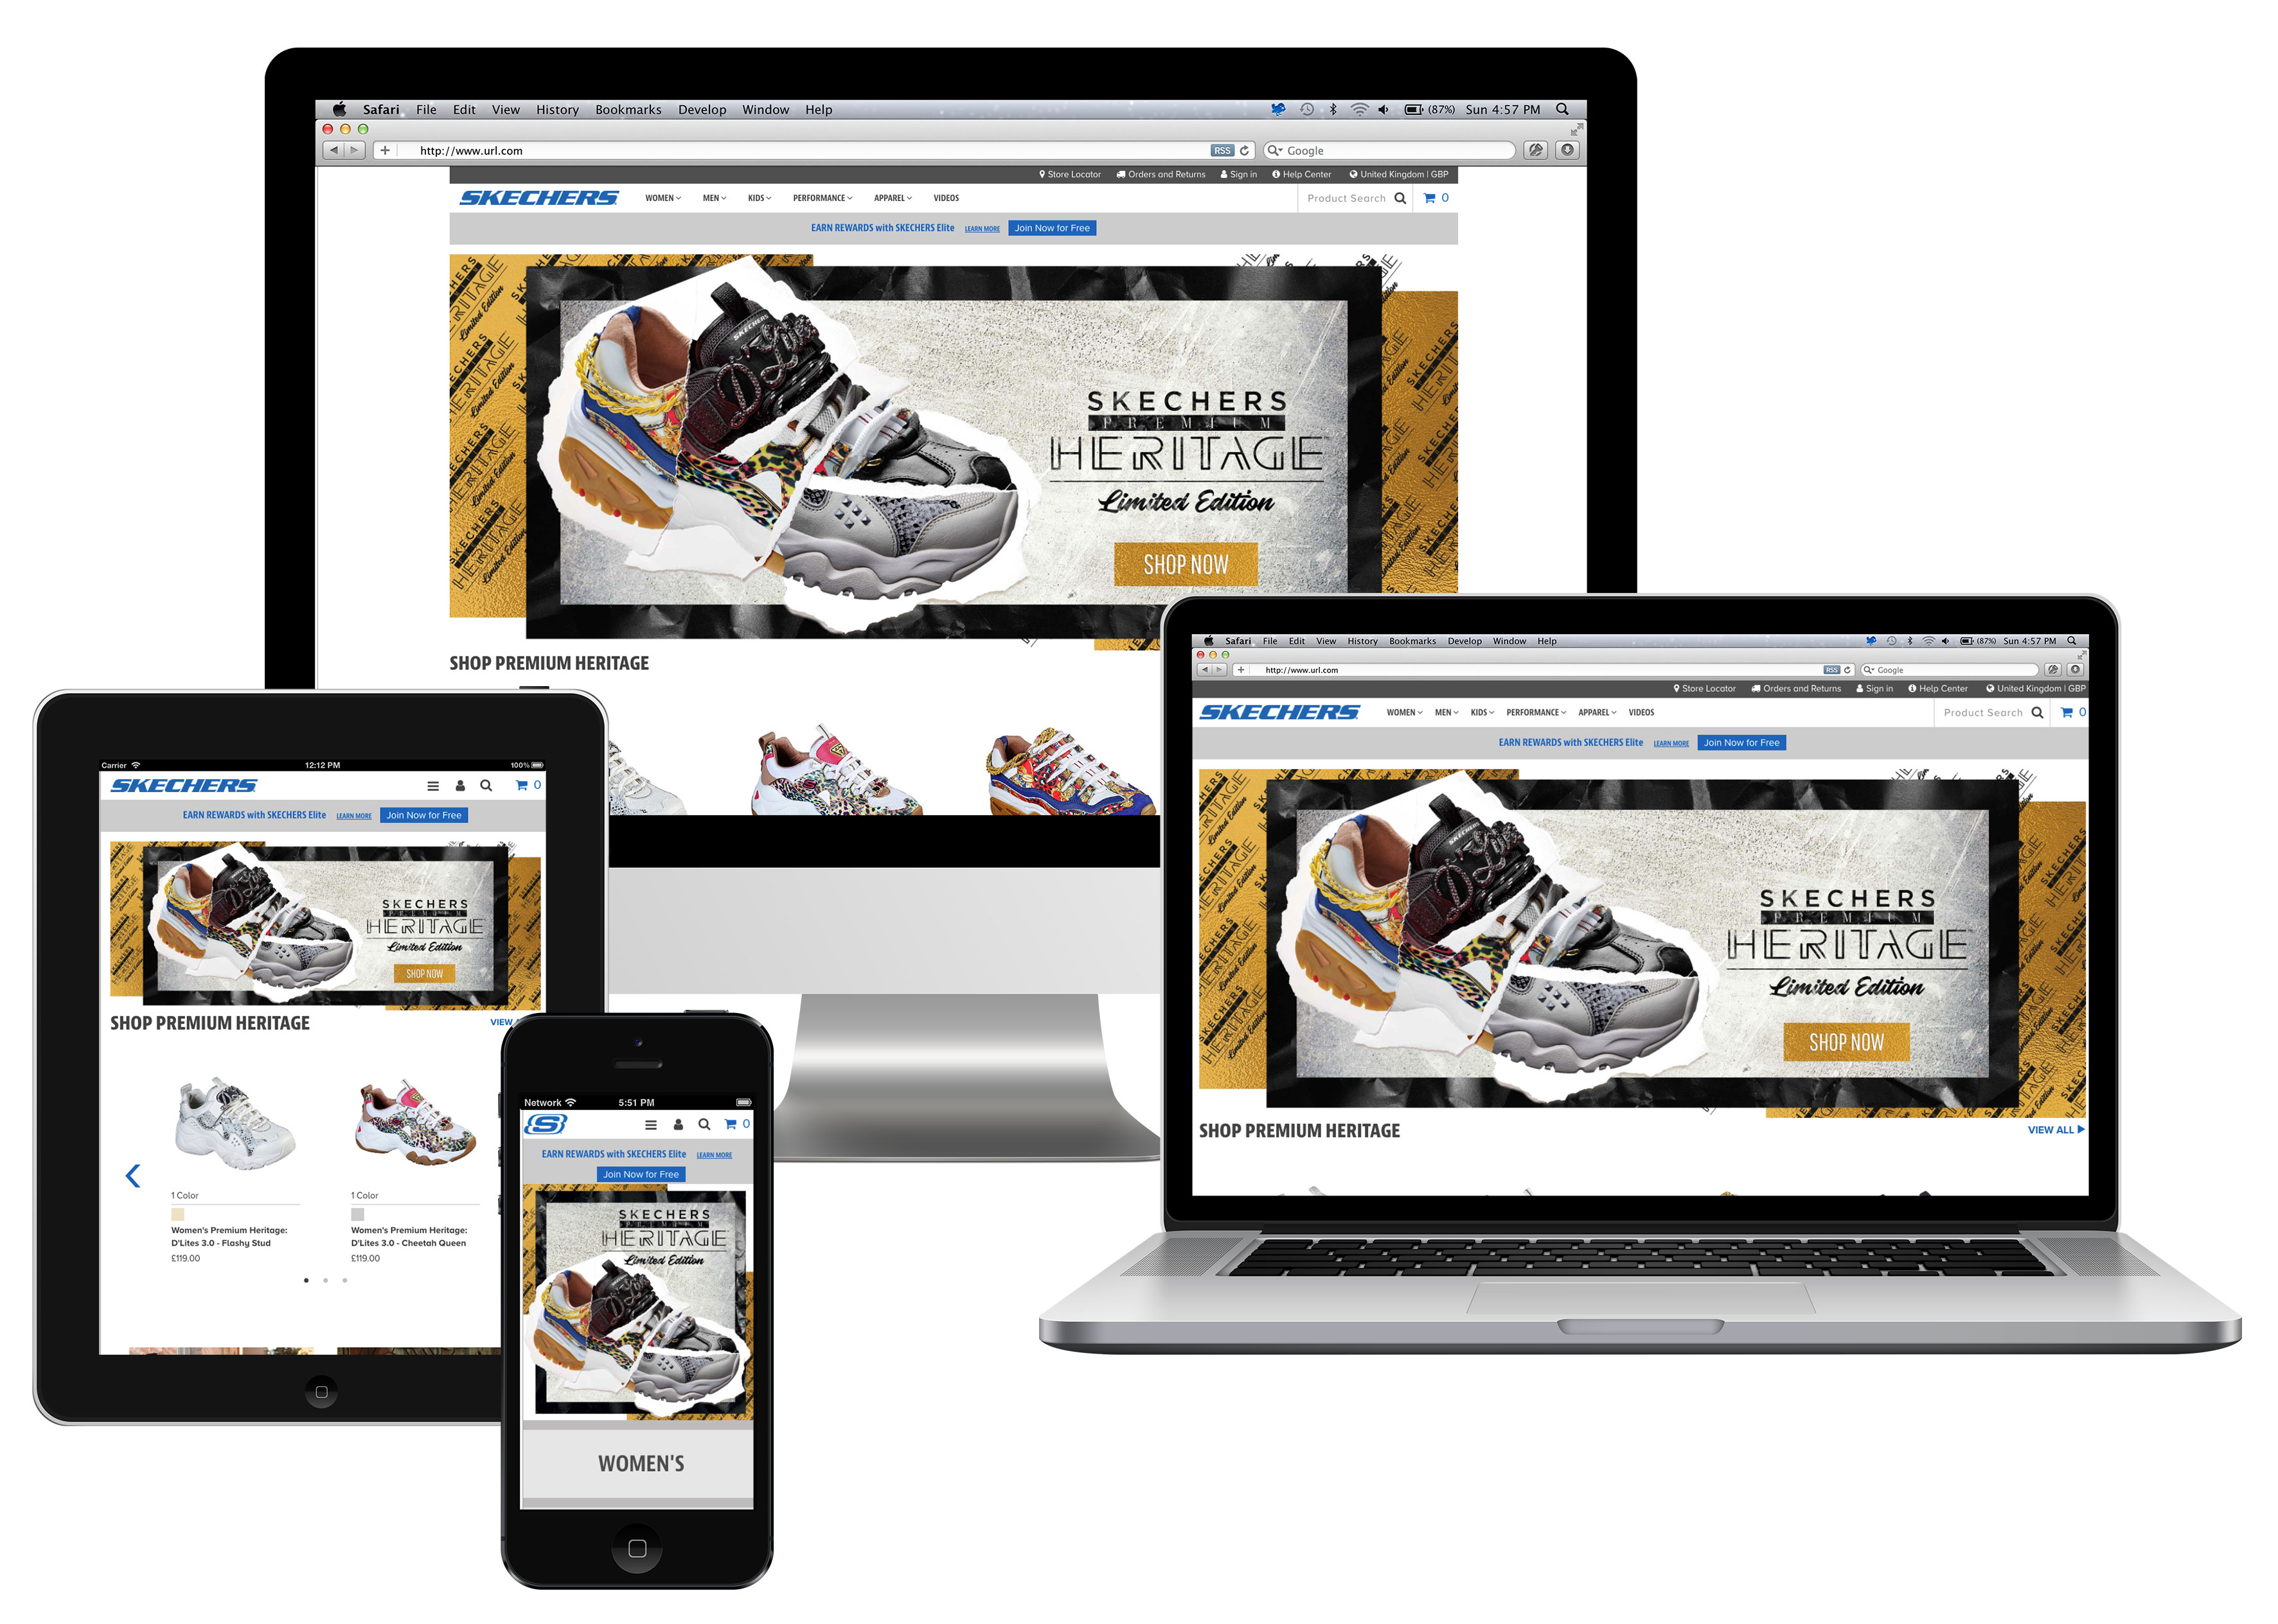 Safari File Edit View History Bookmarks Develop Window Help (87%) Sun 4:57 PM
http://www.url.com RSS Google
Store Locator Orders and Returns Sign in Help Center United Kingdom | GBP
SKECHERS WOMEN MEN KIDS PERFORMANCE APPAREL VIDEOS Product Search 0
EARN REWARDS with SKECHERS Elite LEARN MORE Join Now for Free
SKECHERS
PREMIUM
HERITAGE
Limited Edition
SHOP NOW
SHOP PREMIUM HERITAGE
Safari File Edit View History Bookmarks Develop Window Help (87%) Sun 4:57 PM
http://www.url.com RSS Google
Store Locator Orders and Returns Sign in Help Center United Kingdom | GBP
SKECHERS WOMEN MEN KIDS PERFORMANCE APPAREL VIDEOS Product Search 0
EARN REWARDS with SKECHERS Elite LEARN MORE Join Now for Free
SKECHERS
PREMIUM
HERITAGE
Limited Edition
SHOP NOW
SHOP PREMIUM HERITAGE VIEW ALL
Carrier 12:12 PM 100%
SKECHERS 0
EARN REWARDS with SKECHERS Elite LEARN MORE Join Now for Free
SKECHERS
PREMIUM
HERITAGE
Limited Edition
SHOP NOW
SHOP PREMIUM HERITAGE VIEW
1 Color 1 Color
Women's Premium Heritage: Women's Premium Heritage:
D'Lites 3.0 - Flashy Stud D'Lites 3.0 - Cheetah Queen
£119.00 £119.00
Network 5:51 PM
S 0
EARN REWARDS with SKECHERS Elite LEARN MORE
Join Now for Free
SKECHERS
PREMIUM
HERITAGE
Limited Edition
WOMEN'S